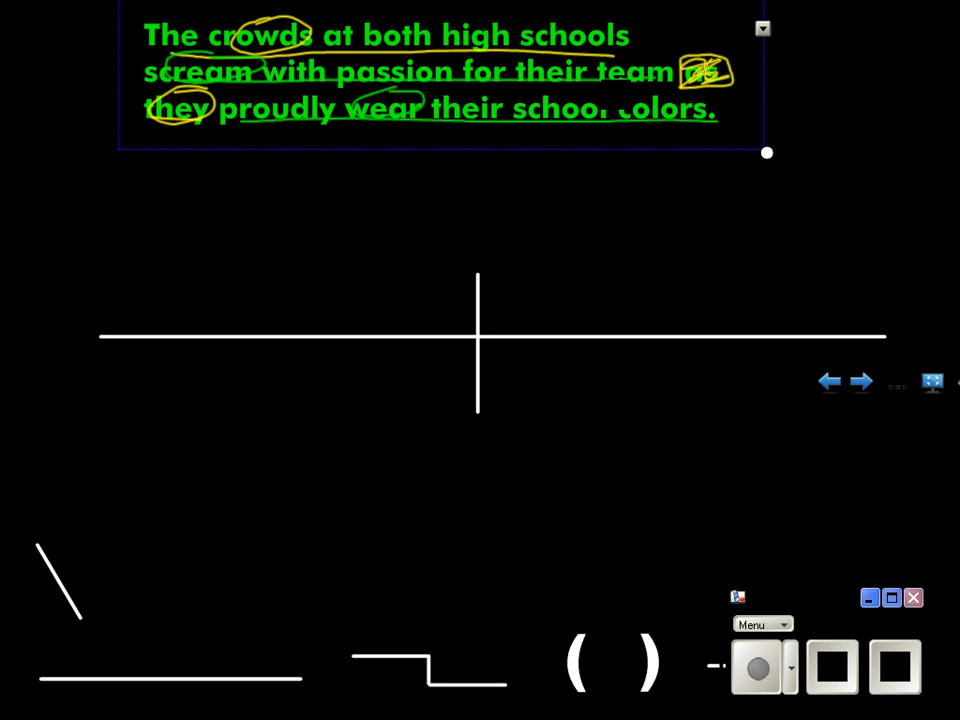 The crowds at both high schools
scream with passion for their team as
they proudly wear their school colors.
( )
Menu